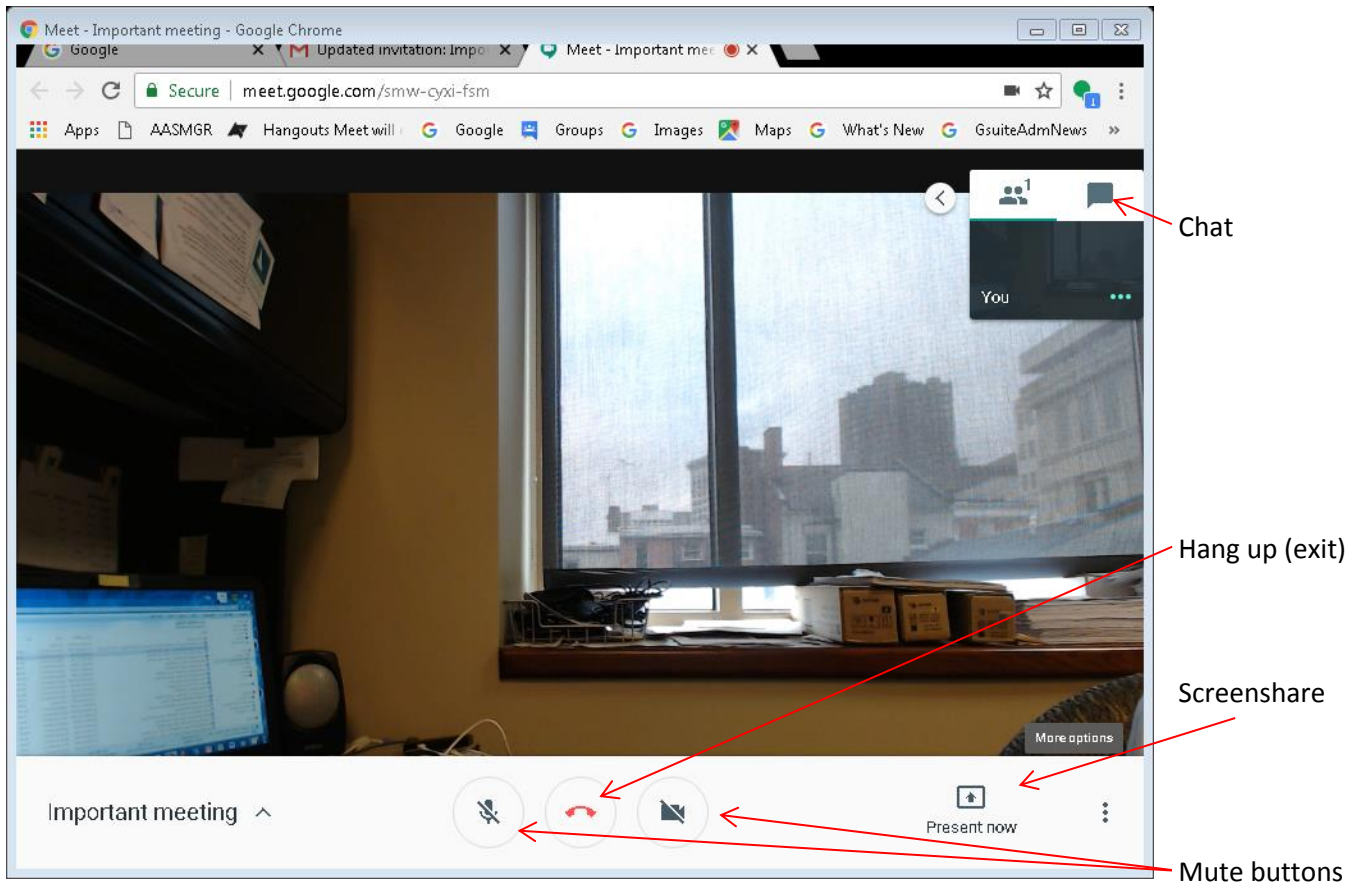 Meet - Important meeting - Google Chrome
Google Updated invitation: Impo Meet - Important mee
Secure | meet.google.com/smw-cyxi-fsm
Apps AASMGR Hangouts Meet will Google Groups Images Maps What's New GsuiteAdmNews »
1
Chat
You
Hang up (exit)
Screenshare
More options
Important meeting
Present now
Mute buttons